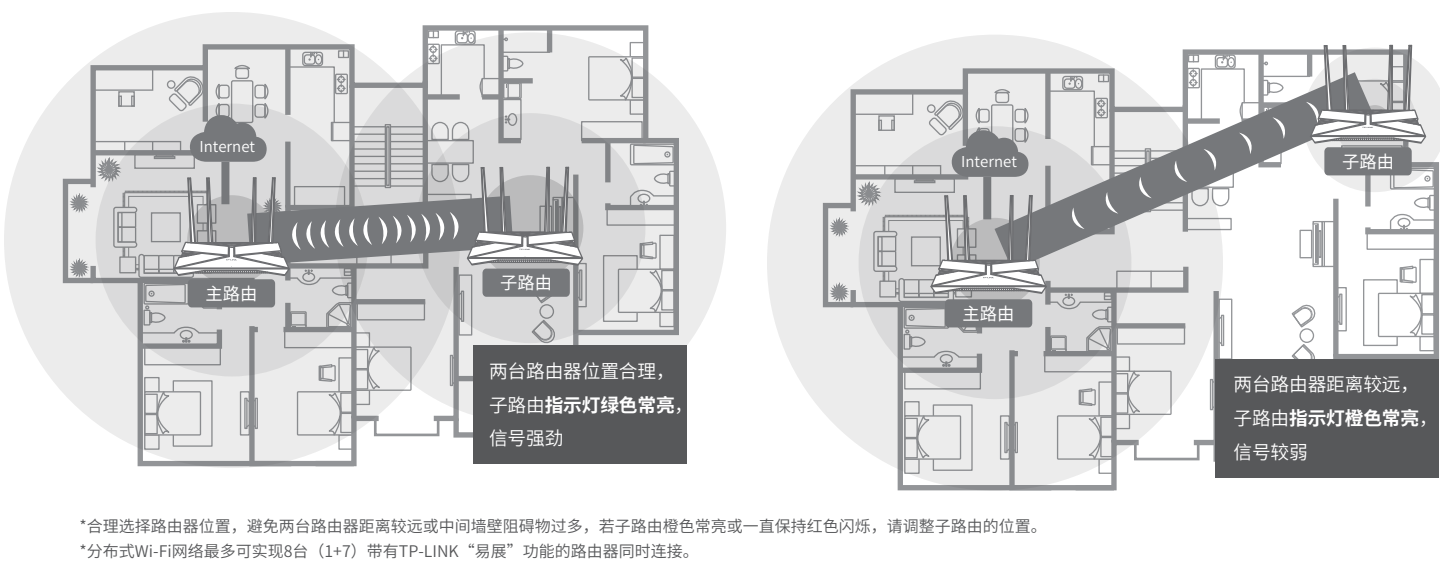 Internet
主路由
子路由
两台路由器位置合理，
子路由指示灯绿色常亮，
信号强劲
Internet
主路由
子路由
两台路由器距离较远，
子路由指示灯橙色常亮，
信号较弱
*合理选择路由器位置，避免两台路由器距离较远或中间墙壁阻碍物过多，若子路由橙色常亮或一直保持红色闪烁，请调整子路由的位置。
*分布式Wi-Fi网络最多可实现8台（1+7）带有TP-LINK“易展”功能的路由器同时连接。